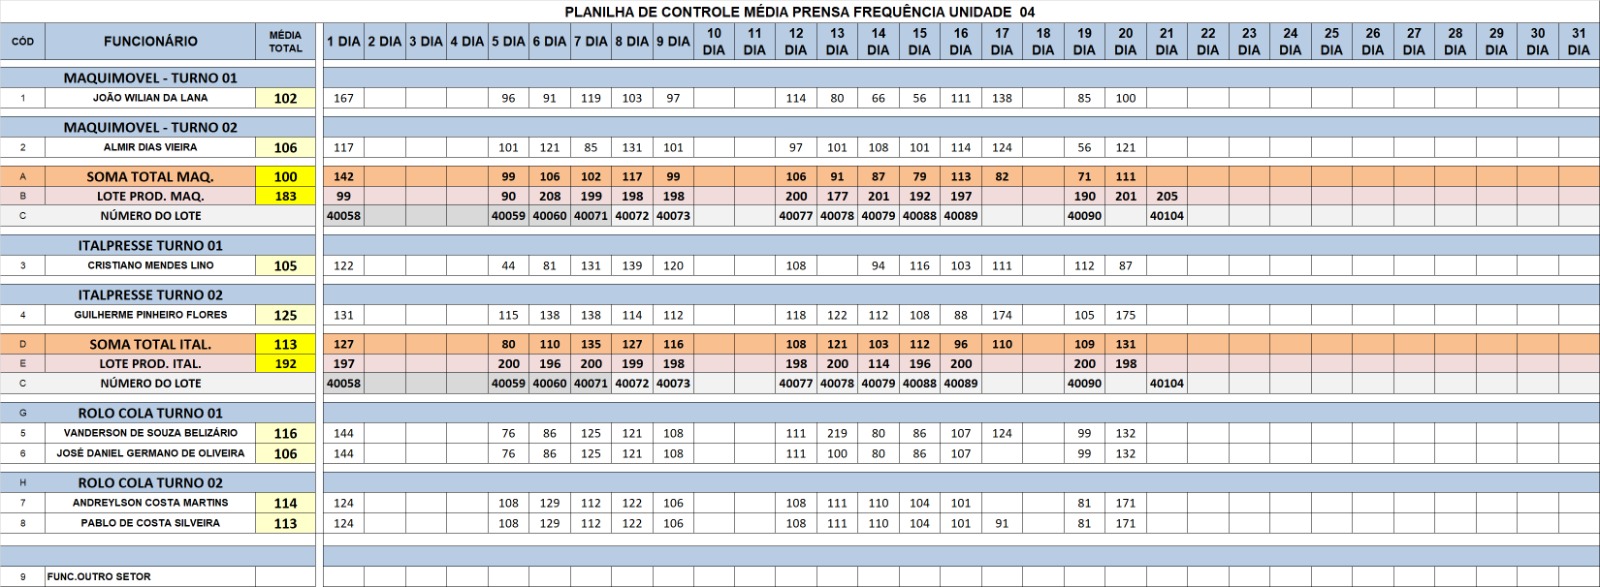 PLANILHA DE CONTROLE MÉDIA PRENSA FREQUÊNCIA UNIDADE 04
CÓD FUNCIONÁRIO MÉDIA TOTAL 1 DIA 2 DIA 3 DIA 4 DIA 5 DIA 6 DIA 7 DIA 8 DIA 9 DIA 10 DIA 11 DIA 12 DIA 13 DIA 14 DIA 15 DIA 16 DIA 17 DIA 18 DIA 19 DIA 20 DIA 21 DIA 22 DIA 23 DIA 24 DIA 25 DIA 26 DIA 27 DIA 28 DIA 29 DIA 30 DIA 31 DIA
MAQUIMOVEL - TURNO 01
1 JOÃO WILIAN DA LANA 102 167 96 91 119 103 97 114 80 66 56 111 138 85 100
MAQUIMOVEL - TURNO 02
2 ALMIR DIAS VIEIRA 106 117 101 121 85 131 101 97 101 108 101 114 124 56 121
A SOMA TOTAL MAQ. 100 142 99 106 102 117 99 106 91 87 79 113 82 71 111
B LOTE PROD. MAQ. 183 99 90 208 199 198 198 200 177 201 192 197 190 201 205
C NÚMERO DO LOTE 40058 40059 40060 40071 40072 40073 40077 40078 40079 40088 40089 40090 40104
ITALPRESSE TURNO 01
3 CRISTIANO MENDES LINO 105 122 44 81 131 139 120 108 94 116 103 111 112 87
ITALPRESSE TURNO 02
4 GUILHERME PINHEIRO FLORES 125 131 115 138 138 114 112 118 122 112 108 88 174 105 175
D SOMA TOTAL ITAL. 113 127 80 110 135 127 116 108 121 103 112 96 110 109 131
E LOTE PROD. ITAL. 192 197 200 196 200 199 198 198 200 114 196 200 200 198
C NÚMERO DO LOTE 40058 40059 40060 40071 40072 40073 40077 40078 40079 40088 40089 40090 40104
G ROLO COLA TURNO 01
5 VANDERSON DE SOUZA BELIZÁRIO 116 144 76 86 125 121 108 111 219 80 86 107 124 99 132
6 JOSÉ DANIEL GERMANO DE OLIVEIRA 106 144 76 86 125 121 108 111 100 80 86 107 99 132
H ROLO COLA TURNO 02
7 ANDREYLSON COSTA MARTINS 114 124 108 129 112 122 106 108 111 110 104 101 81 171
8 PABLO DE COSTA SILVEIRA 113 124 108 129 112 122 106 108 111 110 104 101 91 81 171
9 FUNC.OUTRO SETOR